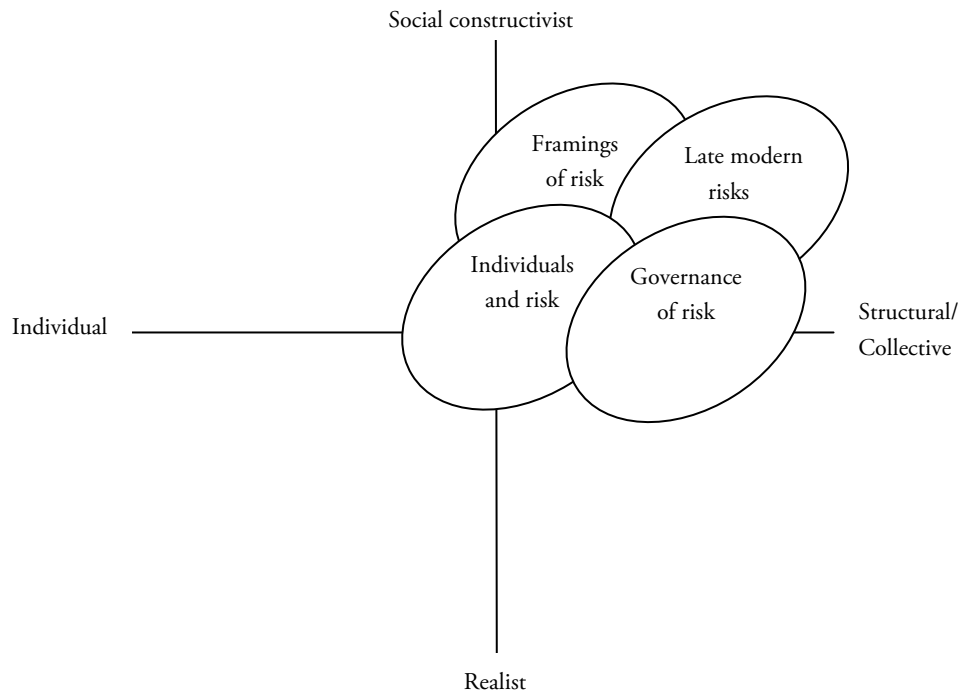 Social constructivist
Framings
of risk
Late modern
risks
Individuals
and risk
Governance
of risk
Individual
Structural/
Collective
Realist